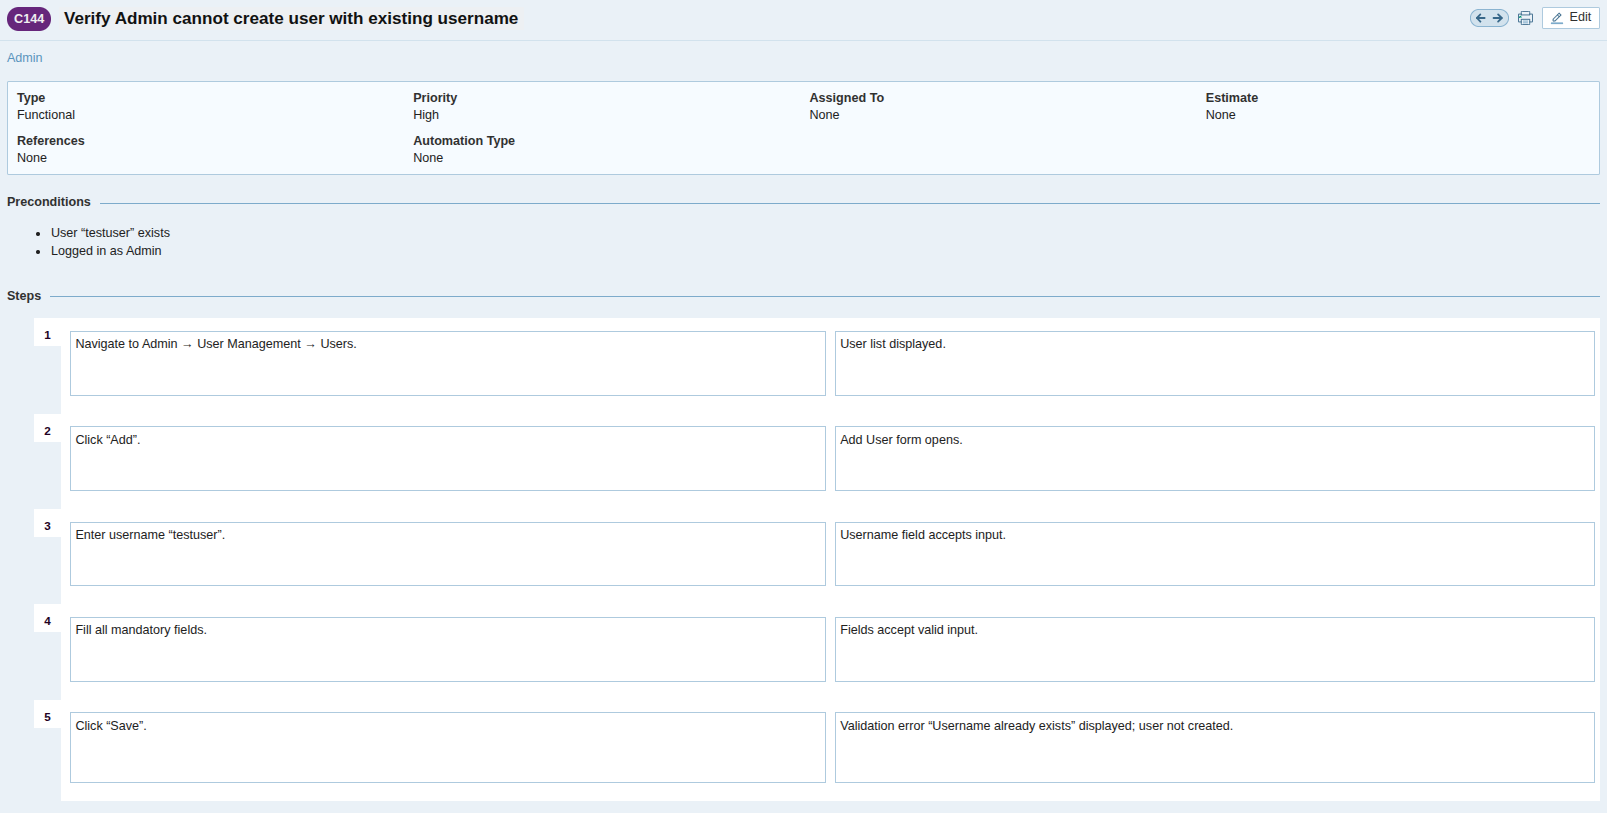 C144 Verify Admin cannot create user with existing username Edit
Admin
Type Priority Assigned To Estimate
Functional High None None
References Automation Type
None None
Preconditions
• User “testuser” exists
• Logged in as Admin
Steps
1 Navigate to Admin → User Management → Users. User list displayed.
2 Click “Add”. Add User form opens.
3 Enter username “testuser”. Username field accepts input.
4 Fill all mandatory fields. Fields accept valid input.
5 Click “Save”. Validation error “Username already exists” displayed; user not created.